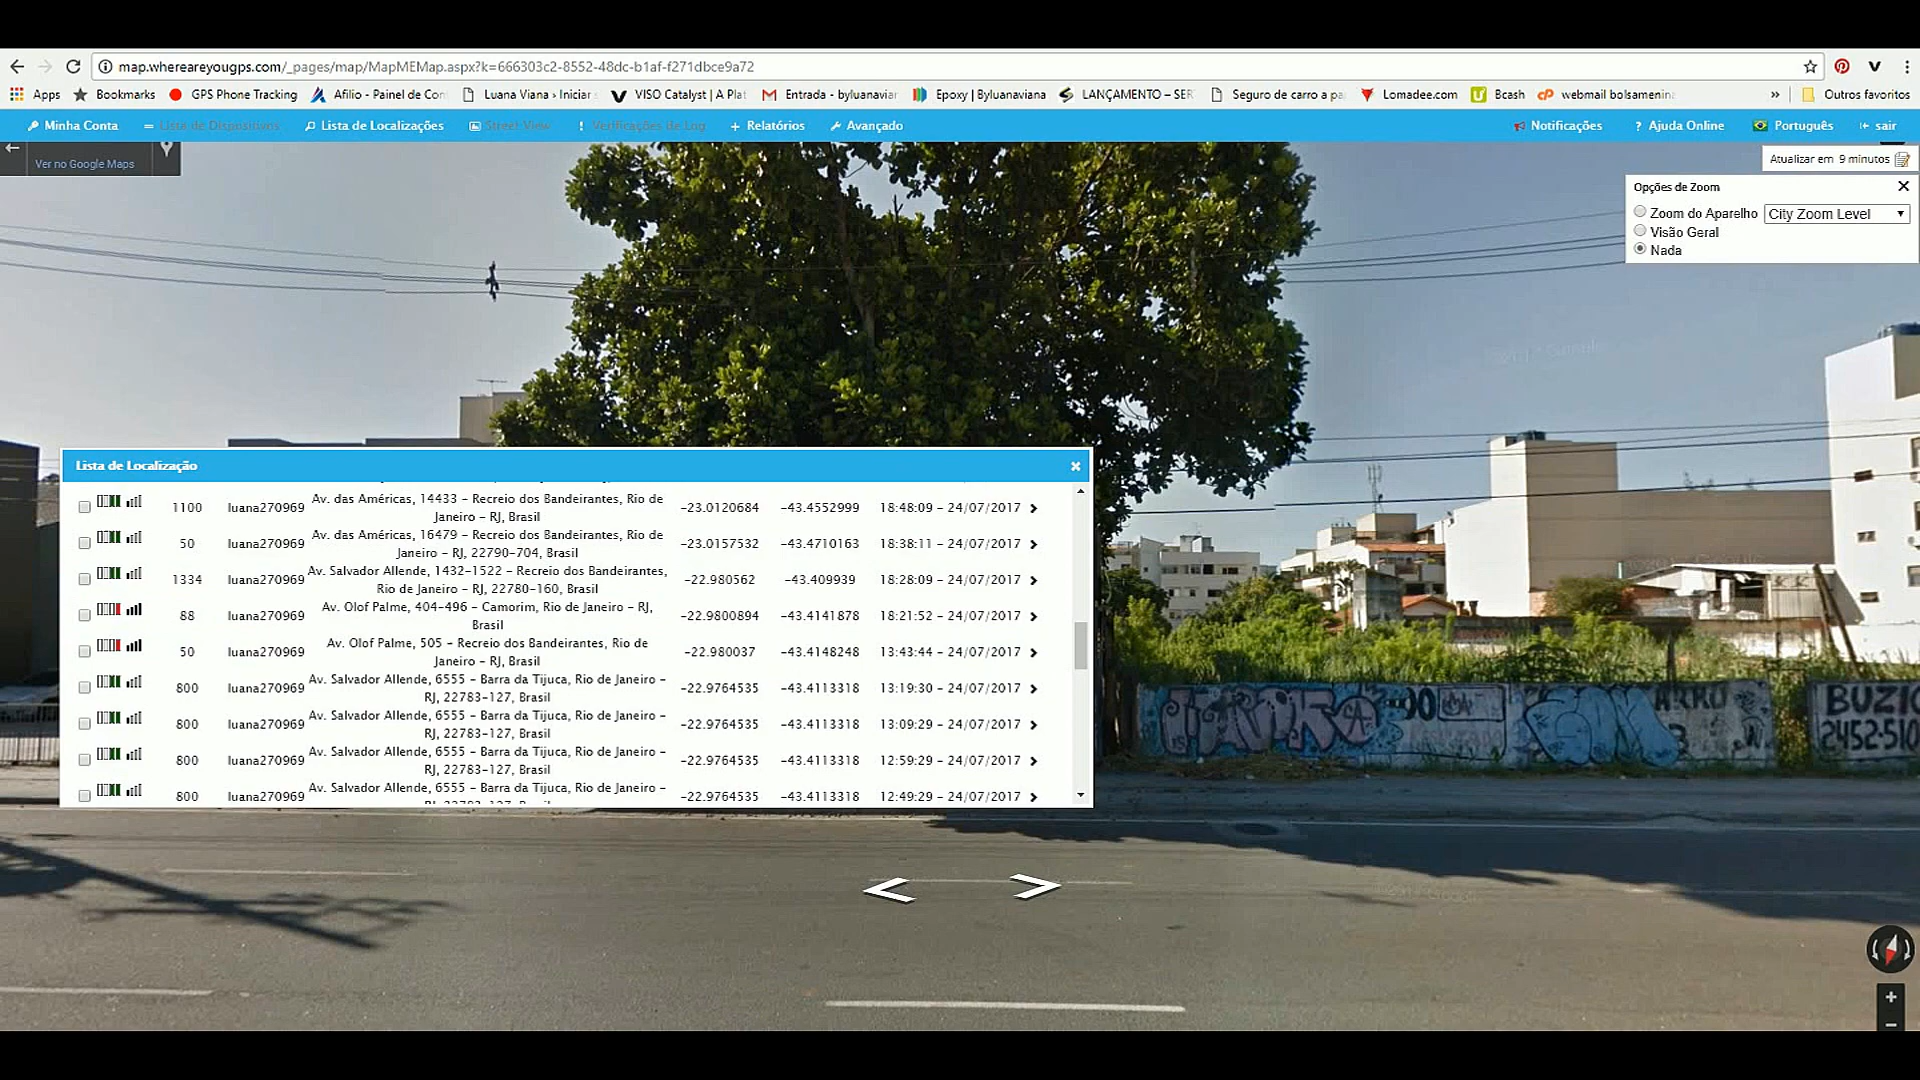 map.whereareyougps.com/_pages/map/MapMEMap.aspx?k=666303c2-8552-48dc-b1af-f271dbce9a72
Apps Bookmarks GPS Phone Tracking Afilio - Painel de Con Luana Viana › Iniciar VISO Catalyst | A Plat Entrada - byluanaviar Epoxy | Byluanaviana LANÇAMENTO – SER Seguro de carro a pa Lomadee.com Bcash webmail bolsamenin » Outros favoritos
Minha Conta Lista de Dispositivos Lista de Localizações Street View Verificações de Log + Relatórios Avançado Notificações ? Ajuda Online Português sair
Ver no Google Maps
Atualizar em 9 minutos
Opções de Zoom
Zoom do Aparelho City Zoom Level
Visão Geral
Nada
Lista de Localização
1100 luana270969 Av. das Américas, 14433 - Recreio dos Bandeirantes, Rio de Janeiro - RJ, Brasil -23.0120684 -43.4552999 18:48:09 - 24/07/2017
50 luana270969 Av. das Américas, 16479 - Recreio dos Bandeirantes, Rio de Janeiro - RJ, 22790-704, Brasil -23.0157532 -43.4710163 18:38:11 - 24/07/2017
1334 luana270969 Av. Salvador Allende, 1432-1522 - Recreio dos Bandeirantes, Rio de Janeiro - RJ, 22780-160, Brasil -22.980562 -43.409939 18:28:09 - 24/07/2017
88 luana270969 Av. Olof Palme, 404-496 - Camorim, Rio de Janeiro - RJ, Brasil -22.9800894 -43.4141878 18:21:52 - 24/07/2017
50 luana270969 Av. Olof Palme, 505 - Recreio dos Bandeirantes, Rio de Janeiro - RJ, Brasil -22.980037 -43.4148248 13:43:44 - 24/07/2017
800 luana270969 Av. Salvador Allende, 6555 - Barra da Tijuca, Rio de Janeiro - RJ, 22783-127, Brasil -22.9764535 -43.4113318 13:19:30 - 24/07/2017
800 luana270969 Av. Salvador Allende, 6555 - Barra da Tijuca, Rio de Janeiro - RJ, 22783-127, Brasil -22.9764535 -43.4113318 13:09:29 - 24/07/2017
800 luana270969 Av. Salvador Allende, 6555 - Barra da Tijuca, Rio de Janeiro - RJ, 22783-127, Brasil -22.9764535 -43.4113318 12:59:29 - 24/07/2017
800 luana270969 Av. Salvador Allende, 6555 - Barra da Tijuca, Rio de Janeiro - -22.9764535 -43.4113318 12:49:29 - 24/07/2017
BUZIO
2452-510